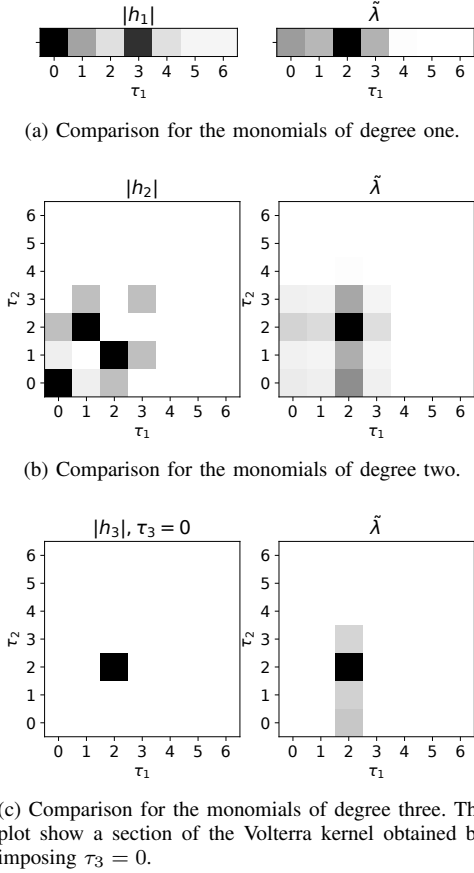 |h₁| λ̃
0 1 2 3 4 5 6 0 1 2 3 4 5 6
τ₁ τ₁
(a) Comparison for the monomials of degree one.
|h₂| λ̃
6 6
5 5
4 4
τ₂ 3 τ₂ 3
2 2
1 1
0 0
0 1 2 3 4 5 6 0 1 2 3 4 5 6
τ₁ τ₁
(b) Comparison for the monomials of degree two.
|h₃|, τ₃ = 0 λ̃
6 6
5 5
4 4
τ₂ 3 τ₂ 3
2 2
1 1
0 0
0 1 2 3 4 5 6 0 1 2 3 4 5 6
τ₁ τ₁
(c) Comparison for the monomials of degree three. Th
plot show a section of the Volterra kernel obtained b
imposing τ₃ = 0.